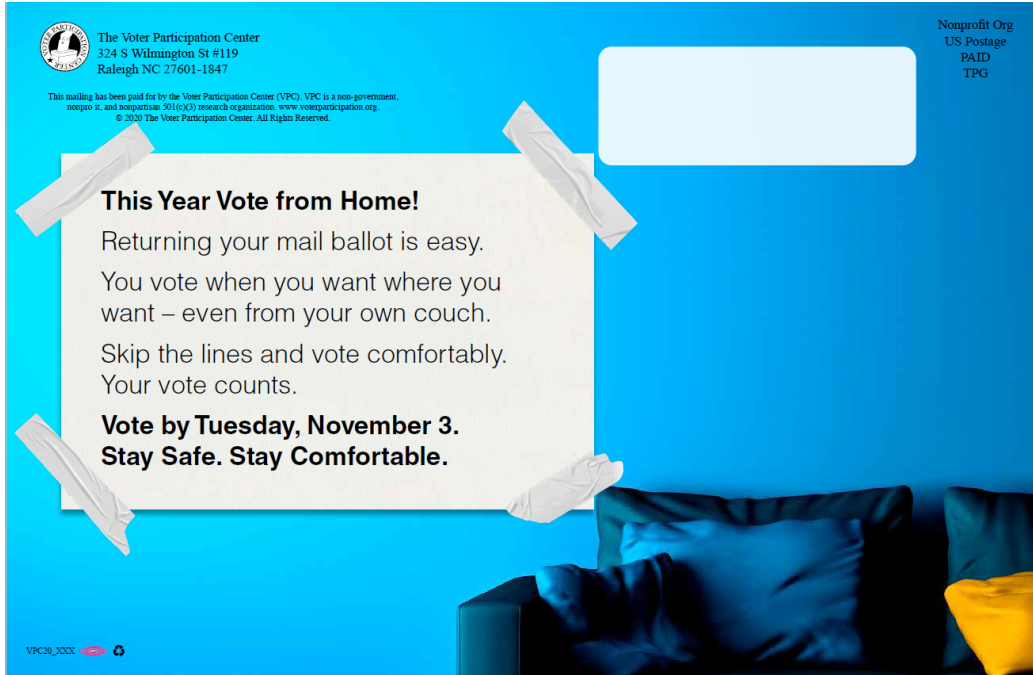 The Voter Participation Center
324 S Wilmington St #119
Raleigh NC 27601-1847
This mailing has been paid for by the Voter Participation Center (VPC). VPC is a non-government,
nonpro it, and nonpartisan 501(c)(3) research organization. www.voterparticipation.org.
© 2020 The Voter Participation Center. All Rights Reserved.
Nonprofit Org
US Postage
PAID
TPG
This Year Vote from Home!
Returning your mail ballot is easy.
You vote when you want where you
want – even from your own couch.
Skip the lines and vote comfortably.
Your vote counts.
Vote by Tuesday, November 3.
Stay Safe. Stay Comfortable.
VPC20_XXX
VOTER PARTICIPATION CENTER